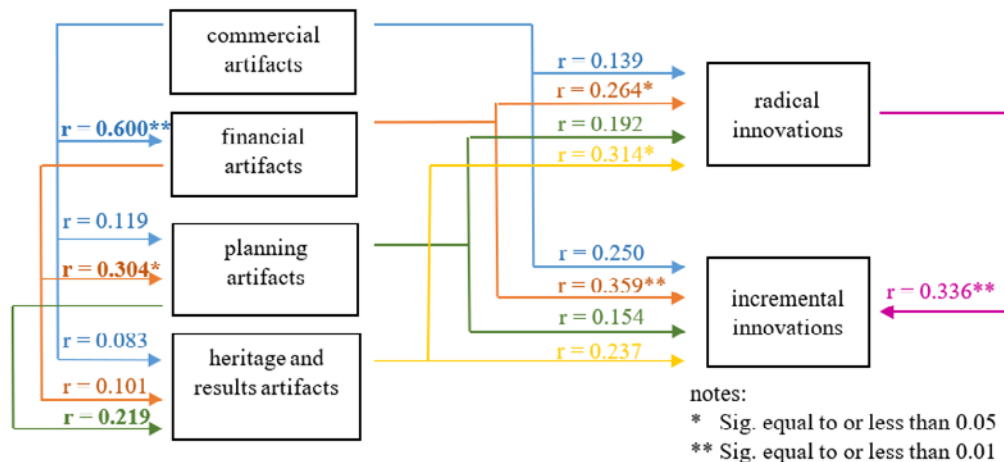 commercial
artifacts
r = 0.600**
financial
artifacts
r = 0.119
r = 0.304*
planning
artifacts
r = 0.083
r = 0.101
r = 0.219
heritage and
results artifacts
r = 0.139
r = 0.264*
r = 0.192
r = 0.314*
radical
innovations
r = 0.250
r = 0.359**
r = 0.154
r = 0.237
incremental
innovations
r = 0.336**
notes:
* Sig. equal to or less than 0.05
** Sig. equal to or less than 0.01